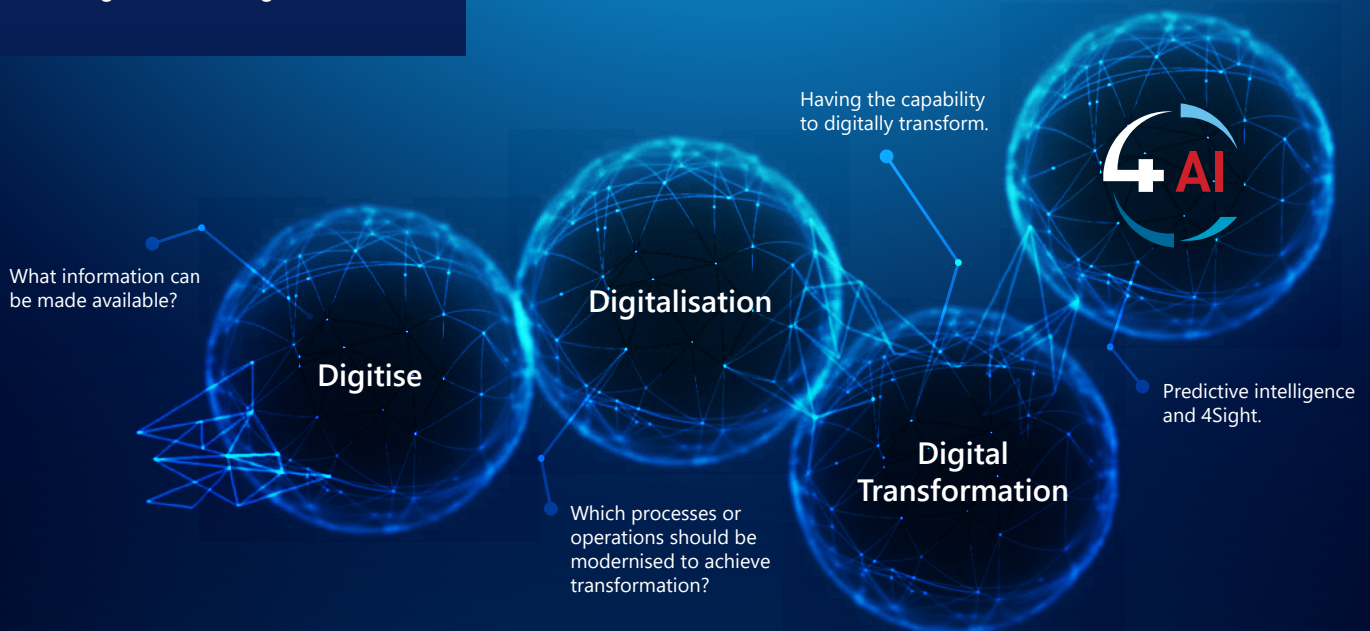 Having the capability
to digitally transform.
4 AI
What information can
be made available?
Digitalisation
Digitise
Predictive intelligence
and 4Sight.
Digital
Transformation
Which processes or
operations should be
modernised to achieve
transformation?